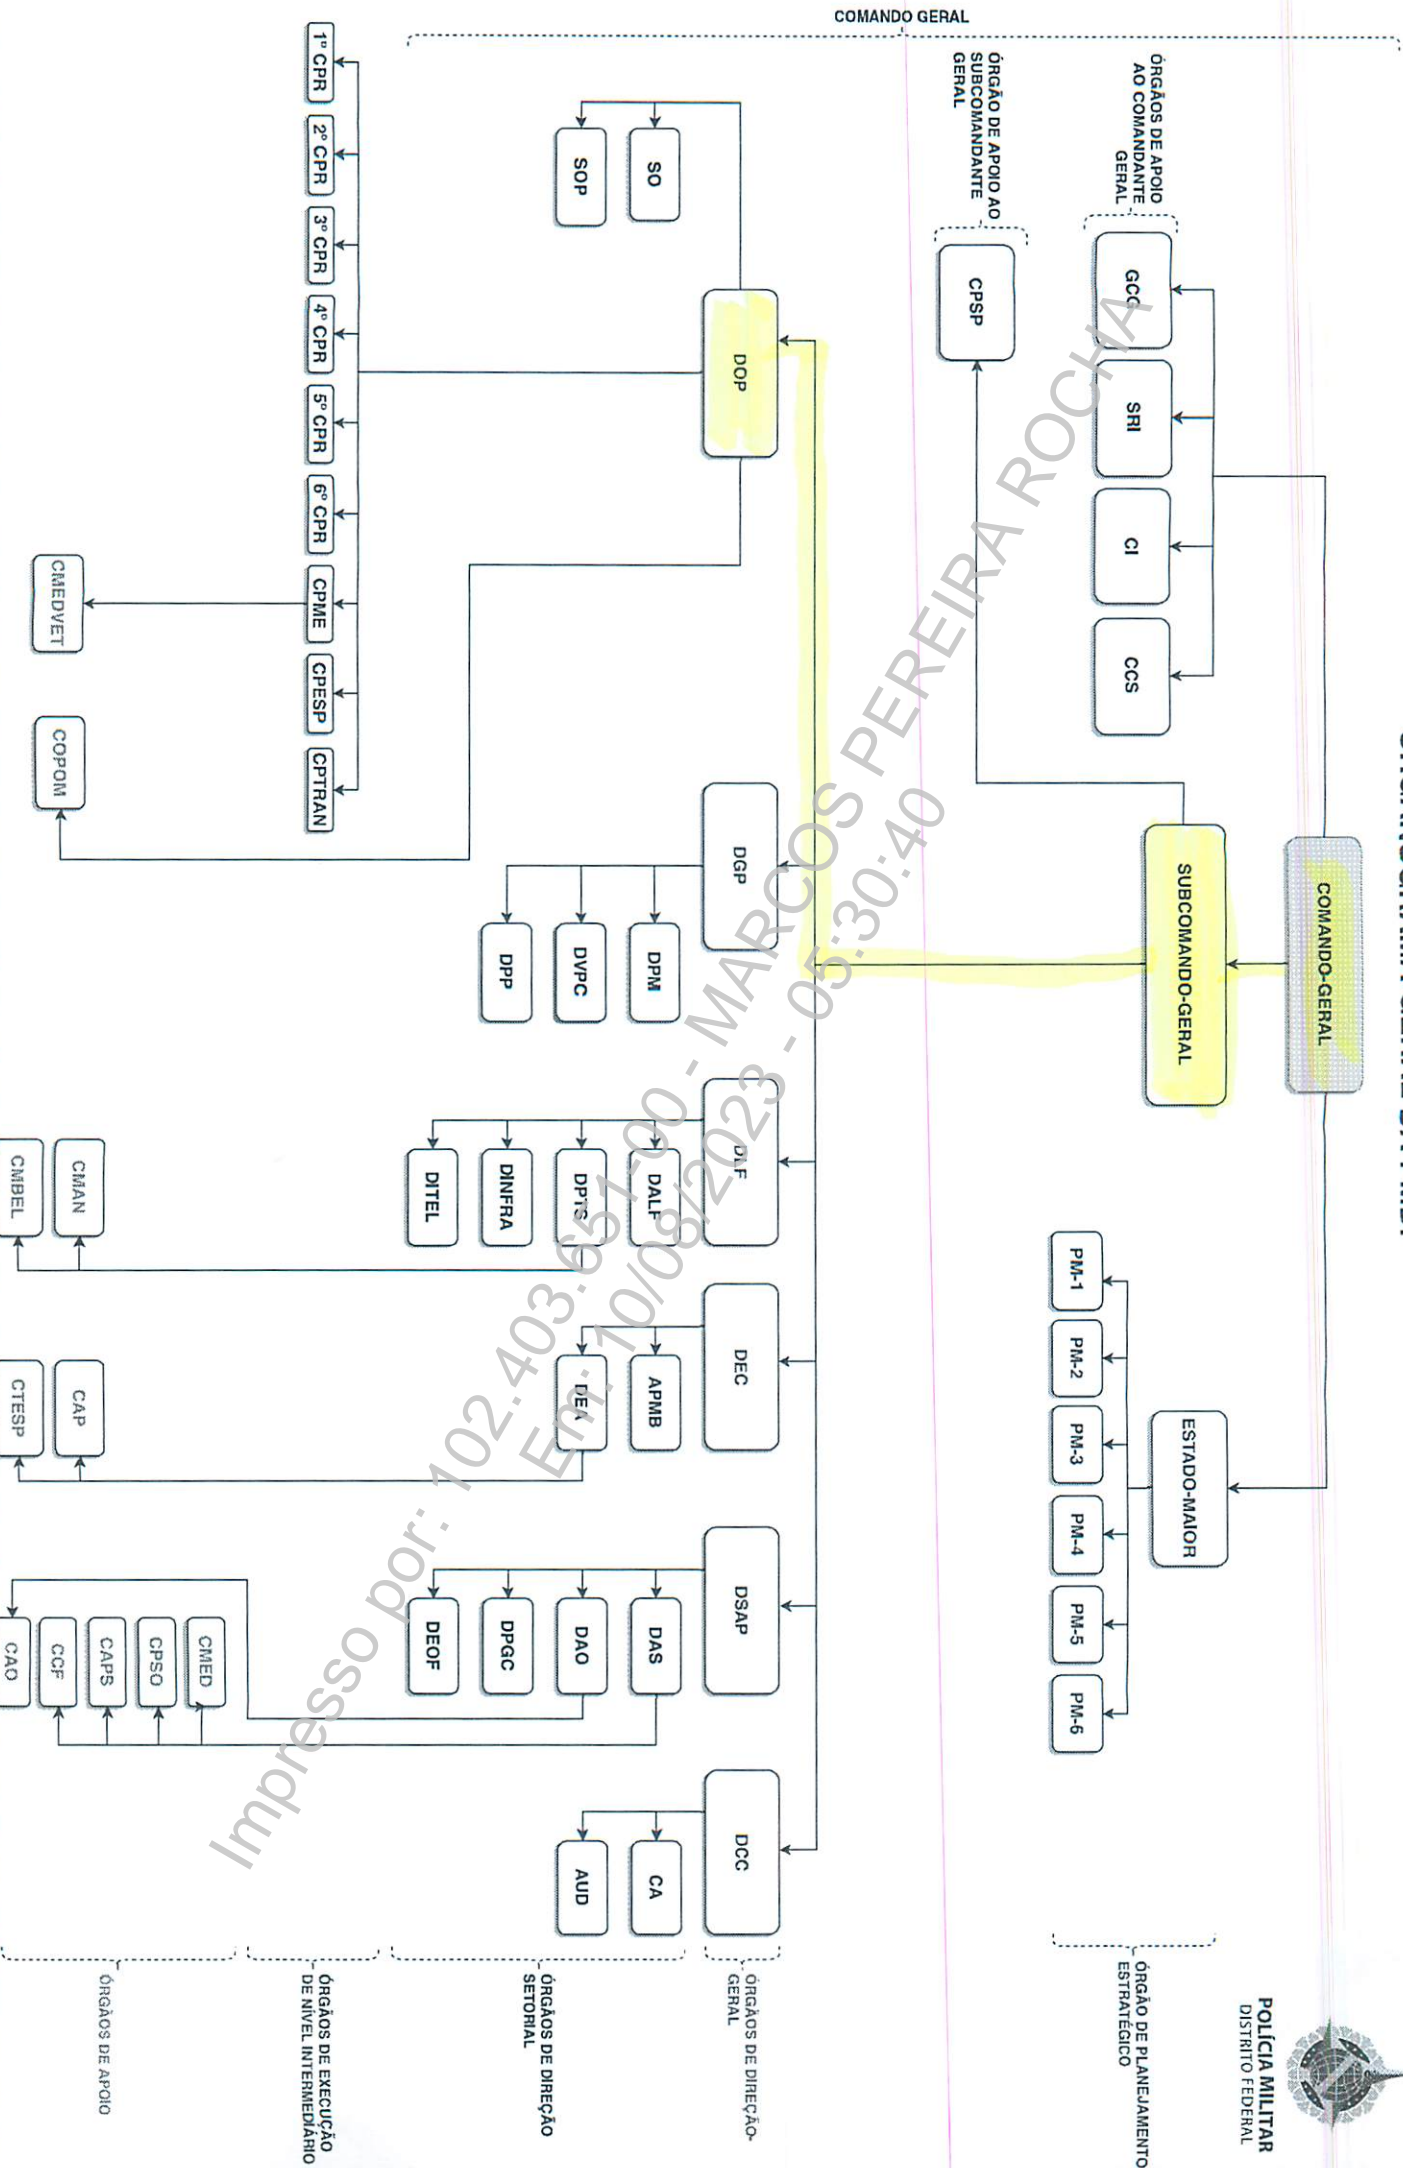 COMANDO GERAL
POLÍCIA MILITAR
DISTRITO FEDERAL
COMANDO-GERAL
SUBCOMANDO-GERAL
ESTADO-MAIOR
ÓRGÃOS DE APOIO
AO COMANDANTE
GERAL
GCG
SRI
CI
CCS
PM-1
PM-2
PM-3
PM-4
PM-5
PM-6
ÓRGÃO DE PLANEJAMENTO
ESTRATÉGICO
ÓRGÃO DE APOIO AO
SUBCOMANDANTE
GERAL
CPSP
DOP
DGP
DLF
DEC
DSAP
DCC
ÓRGÃOS DE DIREÇÃO-
GERAL
SO
SOP
DPM
DVPC
DPP
DALF
DPTS
DINFRA
DITEL
APMB
DEA
DAS
DAO
DPGC
DEOF
CA
AUD
ÓRGÃOS DE DIREÇÃO
SETORIAL
1º CPR
2º CPR
3º CPR
4º CPR
5º CPR
6º CPR
CPME
CPESP
CPTRAN
ÓRGÃOS DE EXECUÇÃO
DE NÍVEL INTERMEDIÁRIO
CMEDVET
COPOM
CMAN
CMBEL
CAP
CTESP
CMED
CPSO
CAPS
CCF
CAO
ÓRGÃOS DE APOIO
Impresso por: 102.403.651-00 - MARCOS PEREIRA ROCHA
Em: 10/08/2023 - 05:30:40